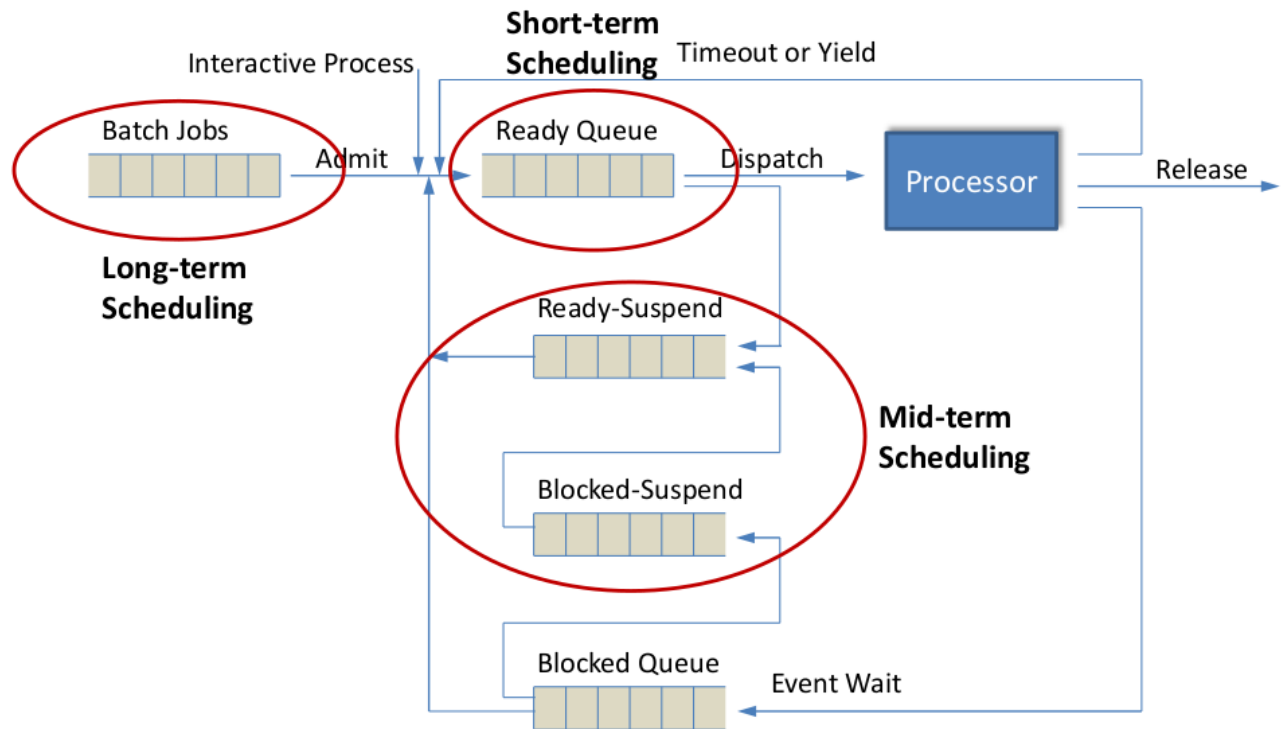 Short-term
Scheduling
Interactive Process
Timeout or Yield
Batch Jobs
Admit
Ready Queue
Dispatch
Processor
Release
Long-term
Scheduling
Ready-Suspend
Mid-term
Scheduling
Blocked-Suspend
Blocked Queue
Event Wait